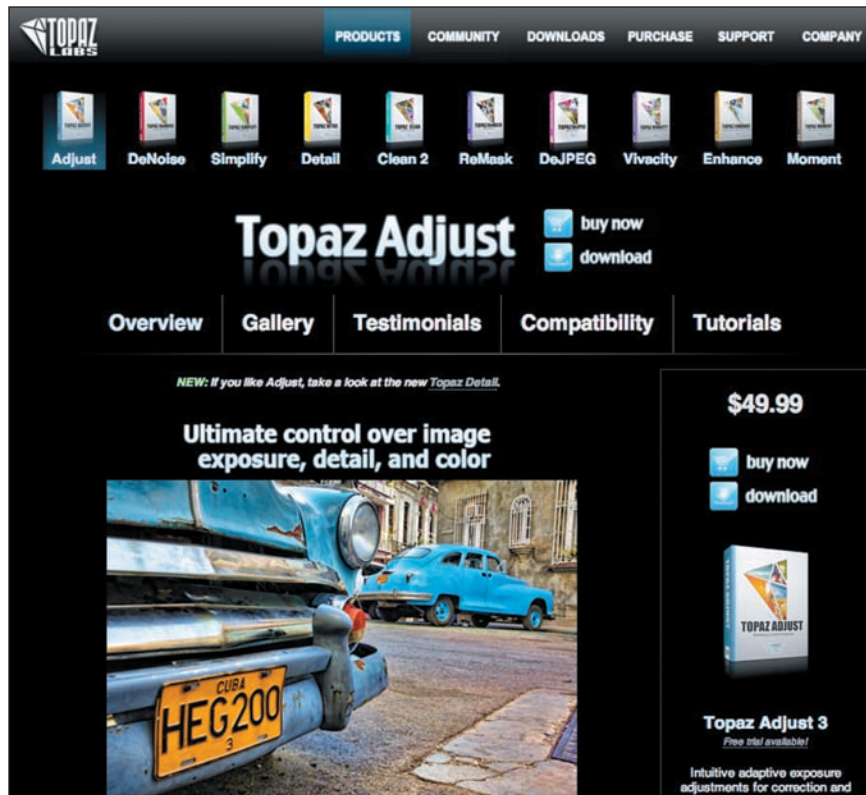 TOPAZ
LABS
PRODUCTS COMMUNITY DOWNLOADS PURCHASE SUPPORT COMPANY
Adjust DeNoise Simplify Detail Clean 2 ReMask DeJPEG Vivacity Enhance Moment
Topaz Adjust
buy now
download
Overview Gallery Testimonials Compatibility Tutorials
NEW: If you like Adjust, take a look at the new Topaz Detail.
Ultimate control over image
exposure, detail, and color
CUBA
HEG200
3
$49.99
buy now
download
TOPAZ ADJUST
TOPAZ ADJUST
Topaz Adjust 3
Free trial available!
Intuitive adaptive exposure
adjustments for correction and